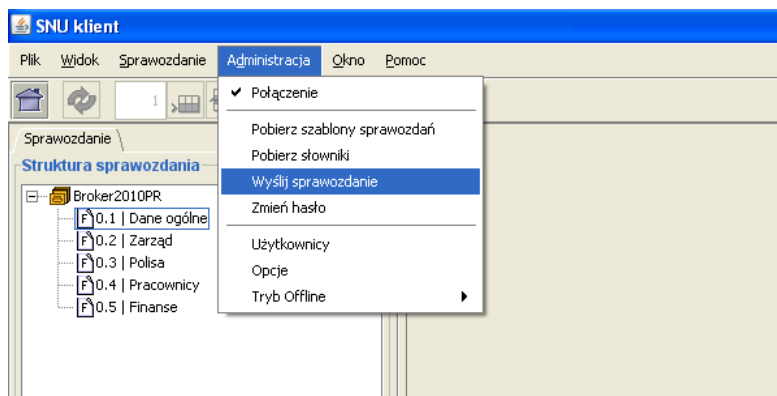 SNU klient
Plik Widok Sprawozdanie Administracja Okno Pomoc
1
Połączenie
Pobierz szablony sprawozdań
Pobierz słowniki
Wyślij sprawozdanie
Zmień hasło
Użytkownicy
Opcje
Tryb Offline
Sprawozdanie
Struktura sprawozdania
Broker2010PR
F 0.1 | Dane ogólne
F 0.2 | Zarząd
F 0.3 | Polisa
F 0.4 | Pracownicy
F 0.5 | Finanse